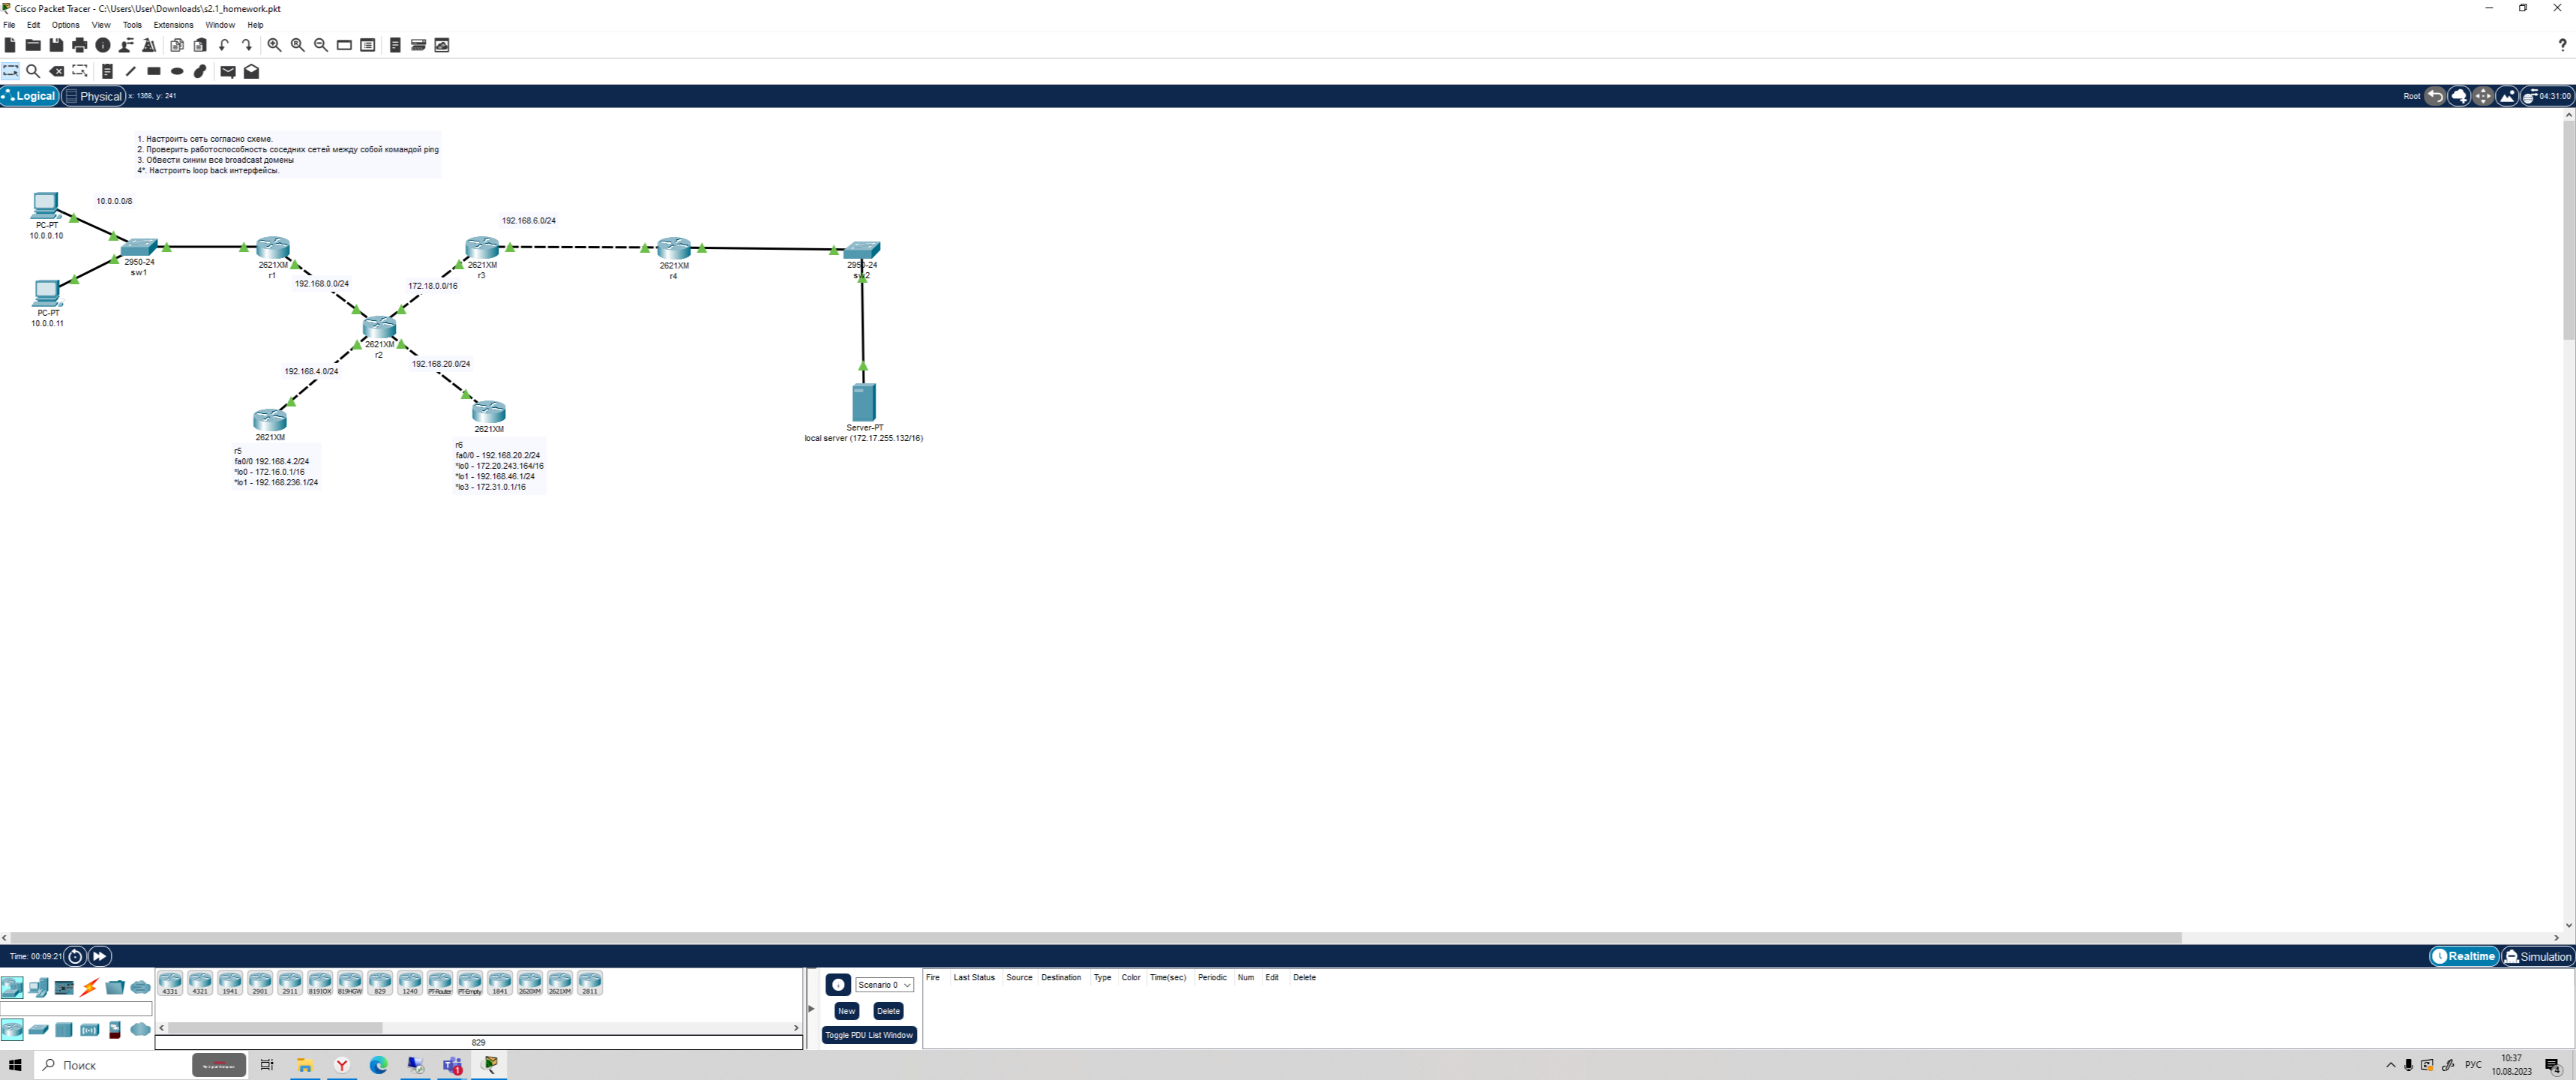 Cisco Packet Tracer - C:\Users\User\Downloads\s2.1_homework.pkt
File Edit Options View Tools Extensions Window Help
?
Logical Physical x: 1368, y: 241 Root 04:31:00
1. Настроить сеть согласно схеме.
2. Проверить работоспособность соседних сетей между собой командой ping
3. Обвести синим все broadcast домены
4*. Настроить loop back интерфейсы.
10.0.0.0/8
PC-PT
10.0.0.10
2950-24
sw1
PC-PT
10.0.0.11
2621XM
r1
192.168.0.0/24
192.168.6.0/24
2621XM
r3
172.18.0.0/16
2621XM
r4
2950-24
sw2
2621XM
r2
192.168.4.0/24
192.168.20.0/24
2621XM
r5
fa0/0 192.168.4.2/24
*lo0 - 172.16.0.1/16
*lo1 - 192.168.236.1/24
2621XM
r6
fa0/0 - 192.168.20.2/24
*lo0 - 172.20.243.164/16
*lo1 - 192.168.46.1/24
*lo3 - 172.31.0.1/16
Server-PT
local server (172.17.255.132/16)
Time: 00:09:21 Realtime Simulation
4331 4321 1941 2901 2911 819IOX 819HGW 829 1240 PT-Router PT-Empty 1841 2620XM 2621XM 2811
829
Scenario 0
New Delete
Toggle PDU List Window
Fire Last Status Source Destination Type Color Time(sec) Periodic Num Edit Delete
Поиск
1
РУС
10:37
10.08.2023
4